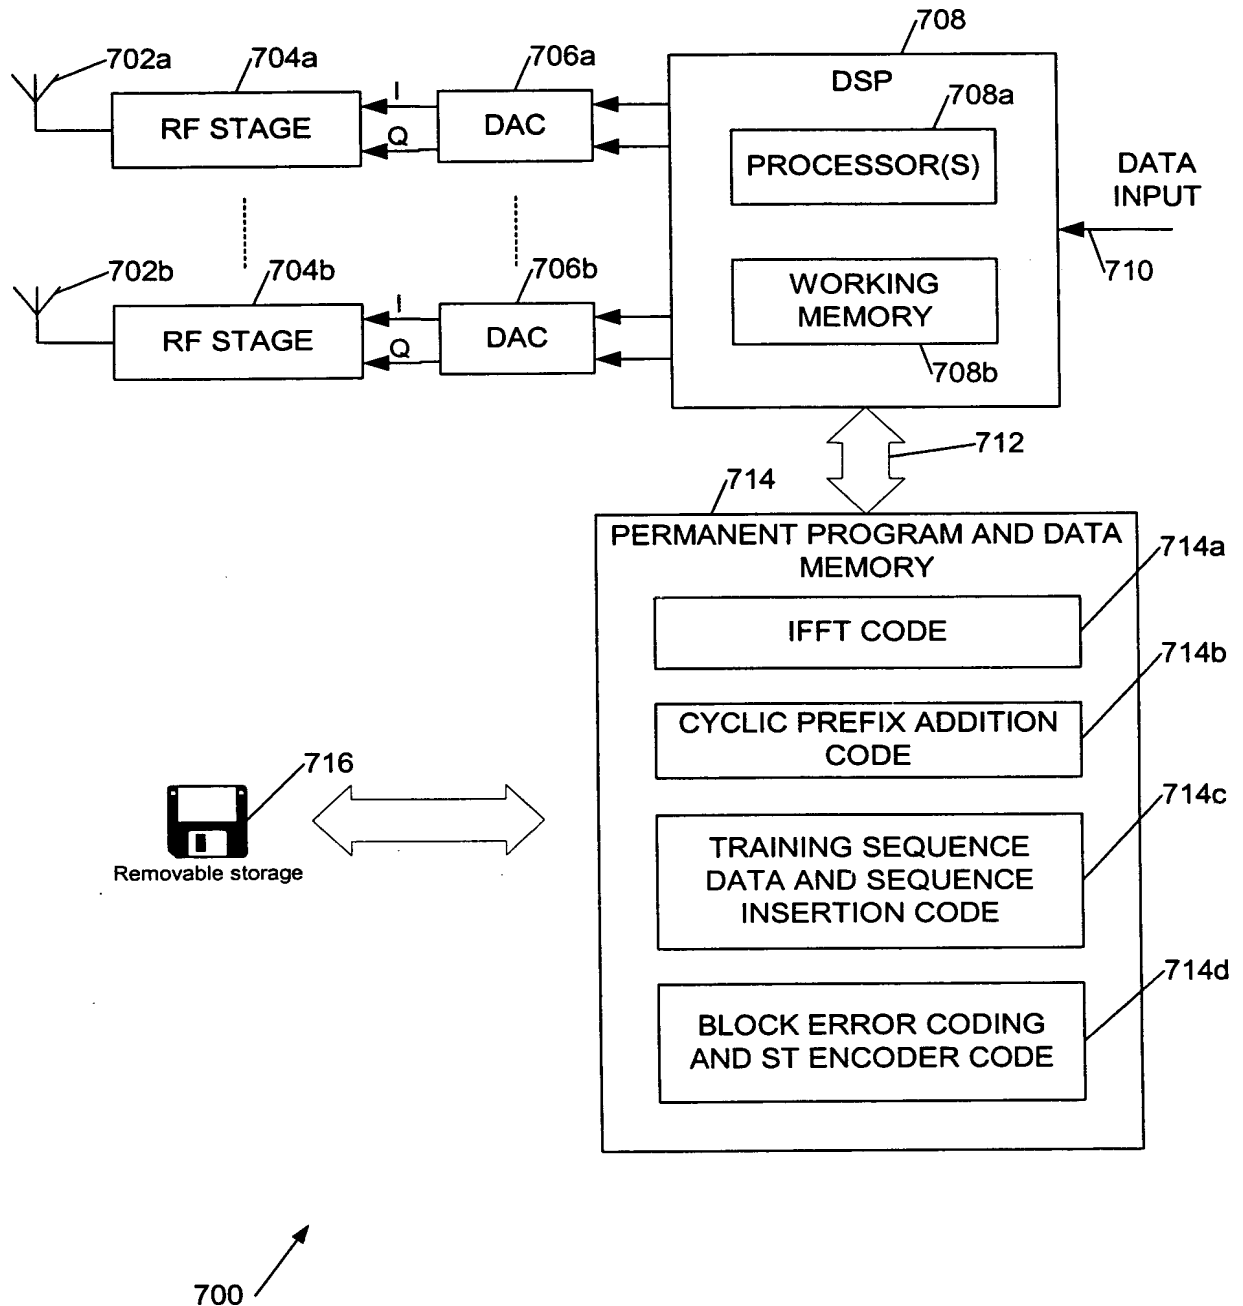 708
702a
704a
706a
DSP
708a
RF STAGE
I
Q
DAC
PROCESSOR(S)
DATA
INPUT
710
702b
704b
706b
RF STAGE
I
Q
DAC
WORKING
MEMORY
708b
712
714
PERMANENT PROGRAM AND DATA
MEMORY
714a
IFFT CODE
714b
CYCLIC PREFIX ADDITION
CODE
716
Removable storage
714c
TRAINING SEQUENCE
DATA AND SEQUENCE
INSERTION CODE
714d
BLOCK ERROR CODING
AND ST ENCODER CODE
700